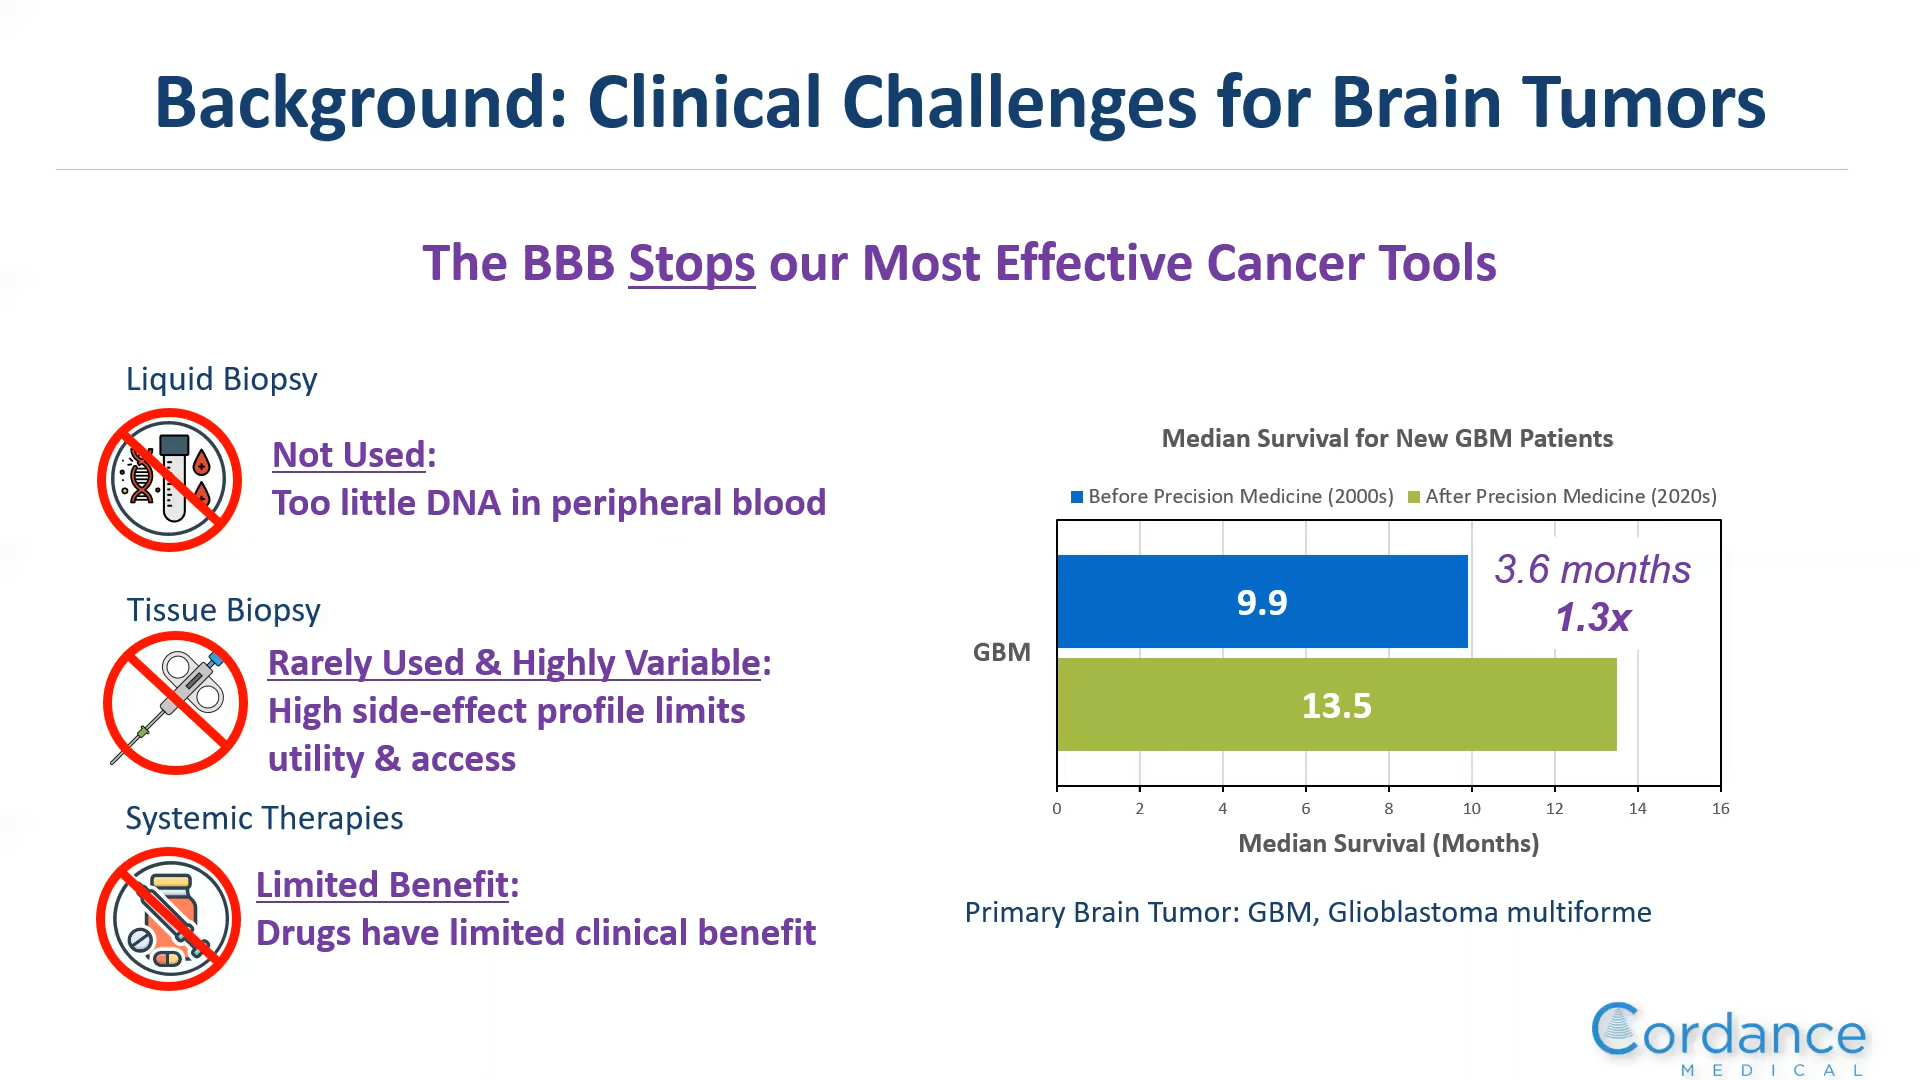 Background: Clinical Challenges for Brain Tumors
The BBB Stops our Most Effective Cancer Tools
Liquid Biopsy
Not Used:
Too little DNA in peripheral blood
Tissue Biopsy
Rarely Used & Highly Variable:
High side-effect profile limits
utility & access
Systemic Therapies
Limited Benefit:
Drugs have limited clinical benefit
Median Survival for New GBM Patients
Before Precision Medicine (2000s) After Precision Medicine (2020s)
3.6 months
1.3x
9.9
GBM
13.5
0 2 4 6 8 10 12 14 16
Median Survival (Months)
Primary Brain Tumor: GBM, Glioblastoma multiforme
Cordance
MEDICAL